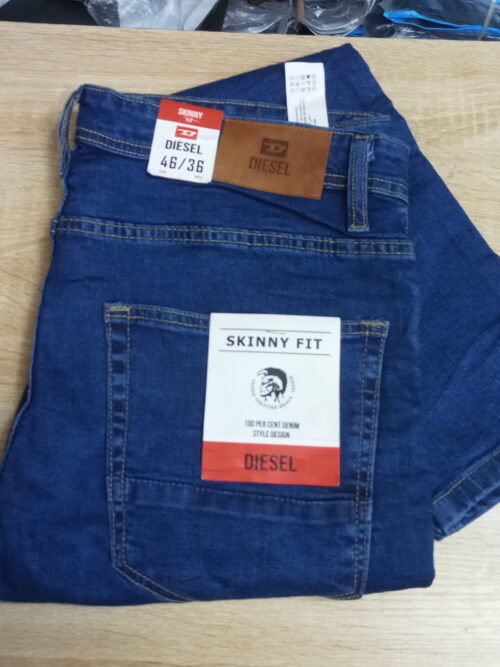 SKINNY
FIT
DIESEL
46/36
DIESEL
SKINNY FIT
100 PER CENT DENIM
STYLE DESIGN
DIESEL